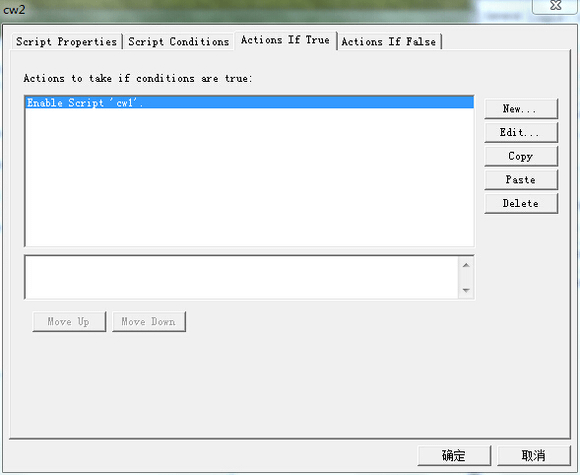 cw2
Script Properties
Script Conditions
Actions If True
Actions If False
Actions to take if conditions are true:
Enable Script 'cw1'.
New...
Edit...
Copy
Paste
Delete
Move Up
Move Down
确定
取消